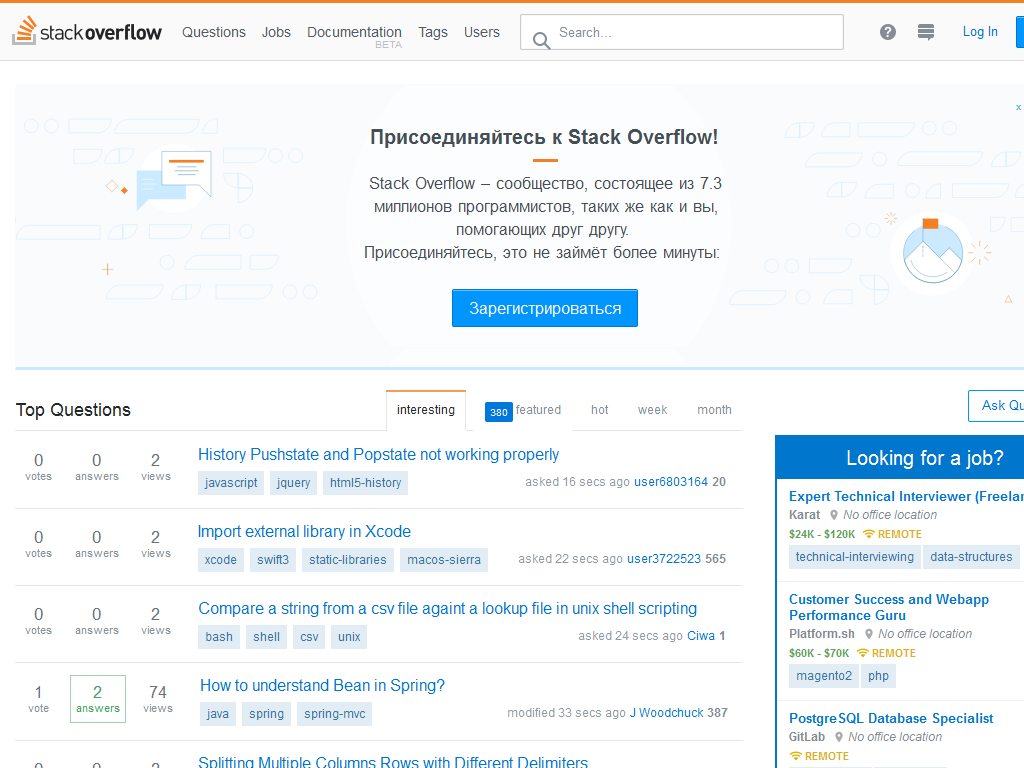 stack overflow Questions Jobs Documentation Tags Users Search... ? Log In
BETA
x
Присоединяйтесь к Stack Overflow!
Stack Overflow – сообщество, состоящее из 7.3
миллионов программистов, таких же как и вы,
помогающих друг другу.
Присоединяйтесь, это не займёт более минуты:
Зарегистрироваться
Top Questions
interesting 380 featured hot week month
0 votes 0 answers 2 views
History Pushstate and Popstate not working properly
javascript jquery html5-history
asked 16 secs ago user6803164 20
0 votes 0 answers 2 views
Import external library in Xcode
xcode swift3 static-libraries macos-sierra
asked 22 secs ago user3722523 565
0 votes 0 answers 2 views
Compare a string from a csv file againt a lookup file in unix shell scripting
bash shell csv unix
asked 24 secs ago Ciwa 1
1 vote 2 answers 74 views
How to understand Bean in Spring?
java spring spring-mvc
modified 33 secs ago J Woodchuck 387
Splitting Multiple Columns Rows with Different Delimiters
Ask Qu
Looking for a job?
Expert Technical Interviewer (Freelan
Karat No office location
$24K - $120K REMOTE
technical-interviewing data-structures
Customer Success and Webapp
Performance Guru
Platform.sh No office location
$60K - $70K REMOTE
magento2 php
PostgreSQL Database Specialist
GitLab No office location
REMOTE